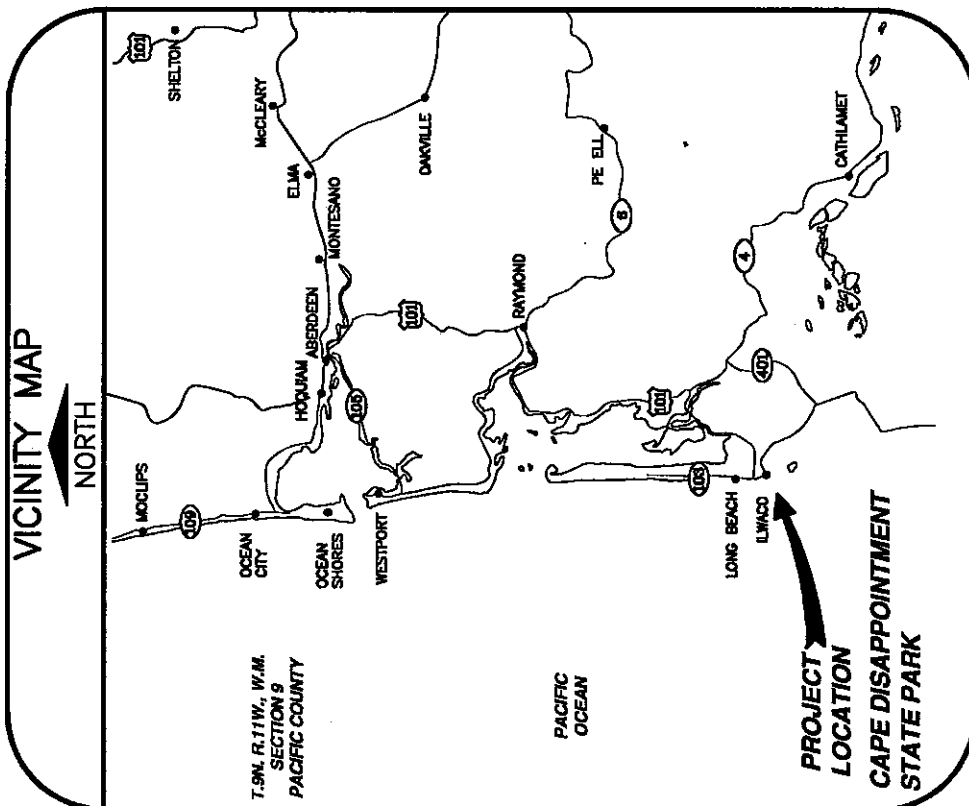 VICINITY MAP
NORTH
101
SHELTON
MOCLIPS
McCLEARY
109
ELMA
OCEAN
CITY
MONTESANO
OAKVILLE
HOQUIAM
ABERDEEN
OCEAN
SHORES
105
WESTPORT
101
T.9N. R.11W., W.M.
SECTION 9
PACIFIC COUNTY
RAYMOND
PE ELL
6
PACIFIC
OCEAN
101
4
CATHLAMET
103
LONG BEACH
401
ILWACO
PROJECT
LOCATION
CAPE DISAPPOINTMENT
STATE PARK